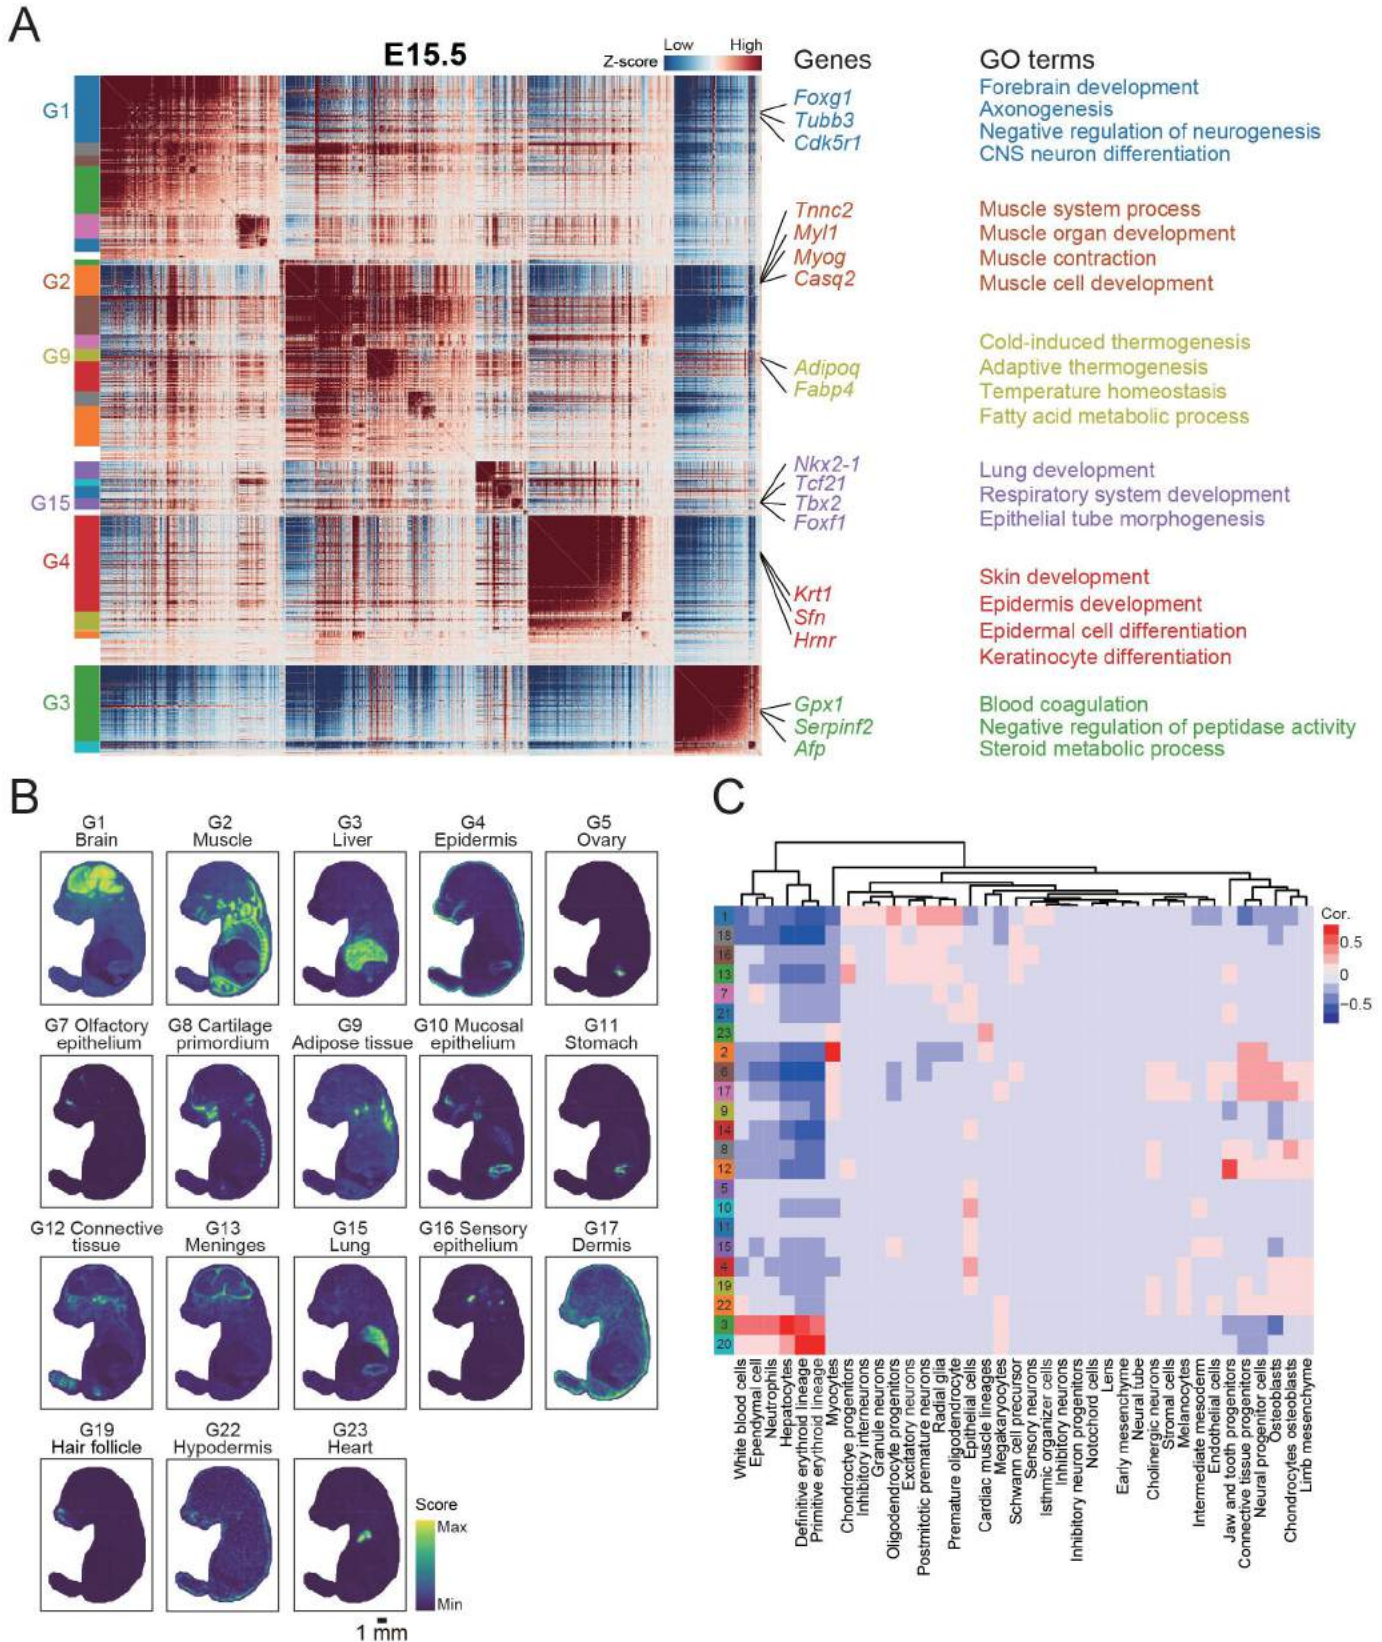 A
E15.5
Low High
Z-score
Genes
GO terms
G1
G2
G9
G15
G4
G3
Foxg1
Tubb3
Cdk5r1
Forebrain development
Axonogenesis
Negative regulation of neurogenesis
CNS neuron differentiation
Tnnc2
Myl1
Myog
Casq2
Muscle system process
Muscle organ development
Muscle contraction
Muscle cell development
Adipoq
Fabp4
Cold-induced thermogenesis
Adaptive thermogenesis
Temperature homeostasis
Fatty acid metabolic process
Nkx2-1
Tcf21
Tbx2
Foxf1
Lung development
Respiratory system development
Epithelial tube morphogenesis
Krt1
Sfn
Hrnr
Skin development
Epidermis development
Epidermal cell differentiation
Keratinocyte differentiation
Gpx1
Serpinf2
Afp
Blood coagulation
Negative regulation of peptidase activity
Steroid metabolic process
B
G1
Brain
G2
Muscle
G3
Liver
G4
Epidermis
G5
Ovary
G7 Olfactory
epithelium
G8 Cartilage
primordium
G9
Adipose tissue
G10 Mucosal
epithelium
G11
Stomach
G12 Connective
tissue
G13
Meninges
G15
Lung
G16 Sensory
epithelium
G17
Dermis
G19
Hair follicle
G22
Hypodermis
G23
Heart
Score
Max
Min
1 mm
C
Cor.
0.5
0
−0.5
1
18
16
13
7
21
23
2
6
17
9
14
8
12
5
10
11
15
4
19
22
3
20
White blood cells
Ependymal cell
Neutrophils
Hepatocytes
Definitive erythroid lineage
Primitive erythroid lineage
Myocytes
Chondroctye progenitors
Inhibitory interneurons
Granule neurons
Oligodendrocyte progenitors
Excitatory neurons
Postmitotic premature neurons
Radial glia
Premature oligodendrocyte
Epithelial cells
Cardiac muscle lineages
Megakaryocytes
Schwann cell precursor
Sensory neurons
Isthmic organizer cells
Inhibitory neurons
Inhibitory neuron progenitors
Notochord cells
Lens
Early mesenchyme
Neural tube
Cholinergic neurons
Stromal cells
Melanocytes
Intermediate mesoderm
Endothelial cells
Jaw and tooth progenitors
Connective tissue progenitors
Neural progenitor cells
Osteoblasts
Chondrocytes osteoblasts
Limb mesenchyme